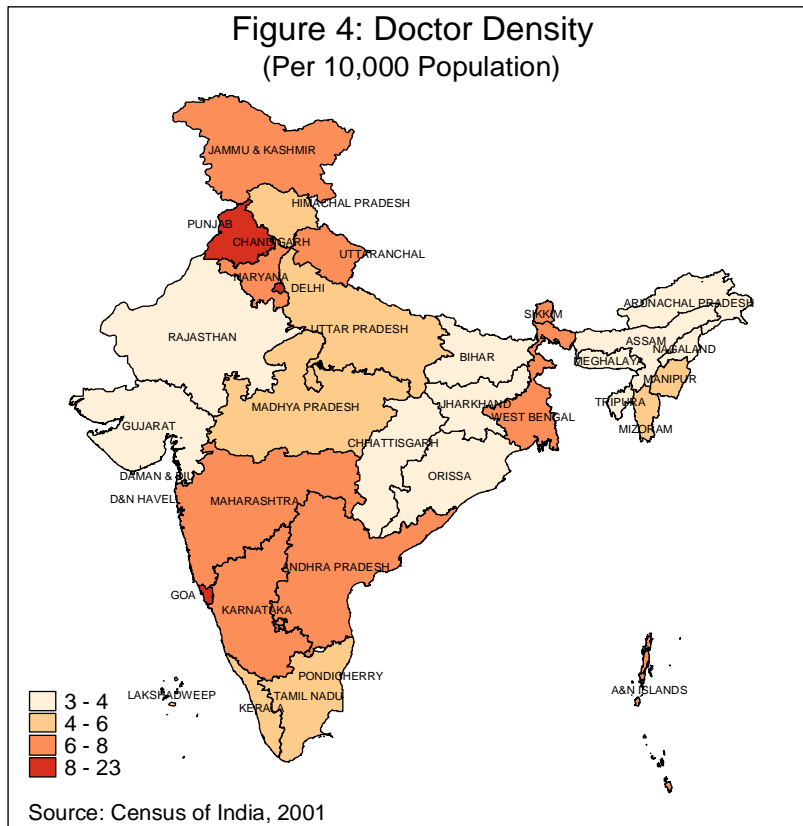 Figure 4: Doctor Density
(Per 10,000 Population)
JAMMU & KASHMIR
HIMACHAL PRADESH
PUNJAB
CHANDIGARH
UTTARANCHAL
HARYANA
DELHI
ARUNACHAL PRADESH
SIKKIM
RAJASTHAN
UTTAR PRADESH
ASSAM
BIHAR
NAGALAND
MEGHALAYA
MANIPUR
MADHYA PRADESH
JHARKHAND
TRIPURA
WEST BENGAL
GUJARAT
MIZORAM
CHHATTISGARH
DAMAN & DIU
ORISSA
D&N HAVELI
MAHARASHTRA
ANDHRA PRADESH
GOA
KARNATAKA
PONDICHERRY
LAKSHADWEEP
TAMIL NADU
A&N ISLANDS
KERALA
3 - 4
4 - 6
6 - 8
8 - 23
Source: Census of India, 2001